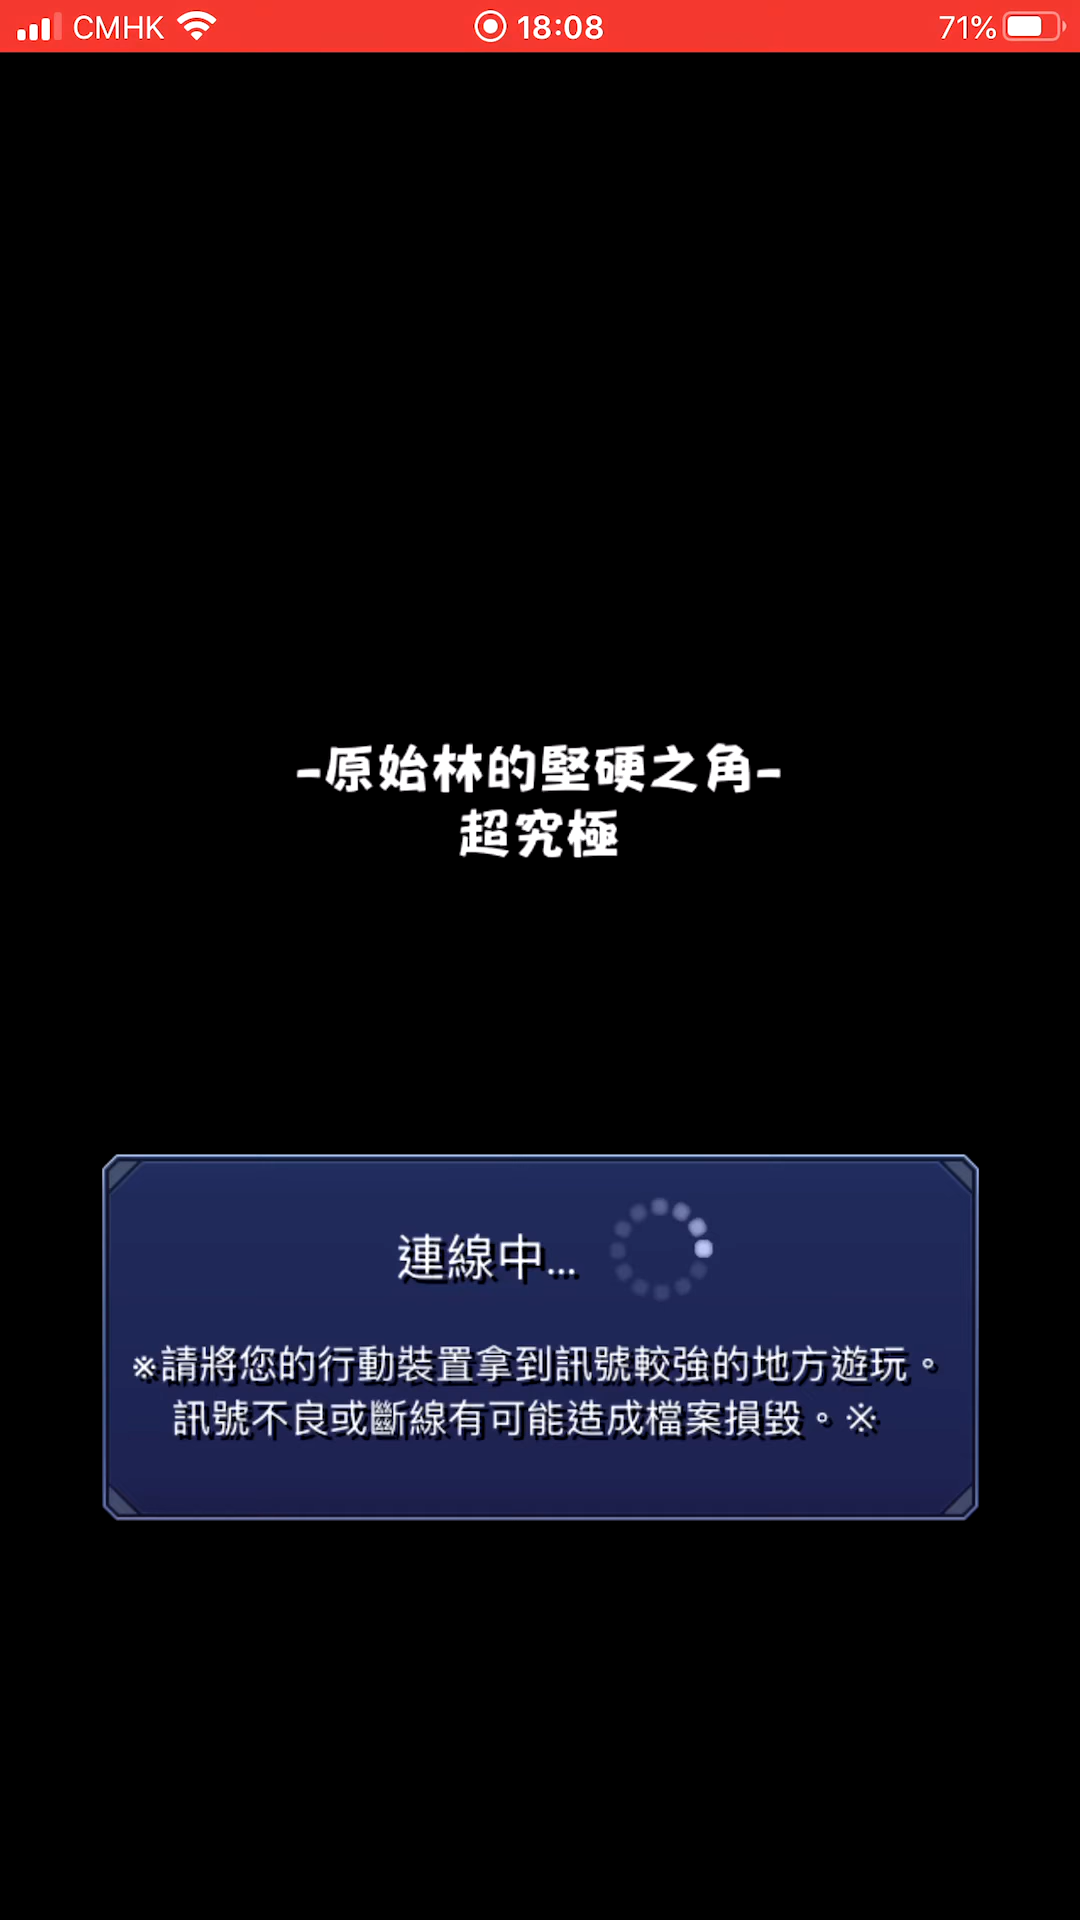 CMHK 18:08 71%
-原始林的堅硬之角-
超究極
連線中...
※請將您的行動裝置拿到訊號較強的地方遊玩。
訊號不良或斷線有可能造成檔案損毀。※